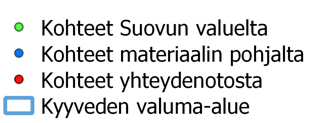 Kohteet Suovun valuelta
Kohteet materiaalin pohjalta
Kohteet yhteydenotosta
Kyyveden valuma-alue